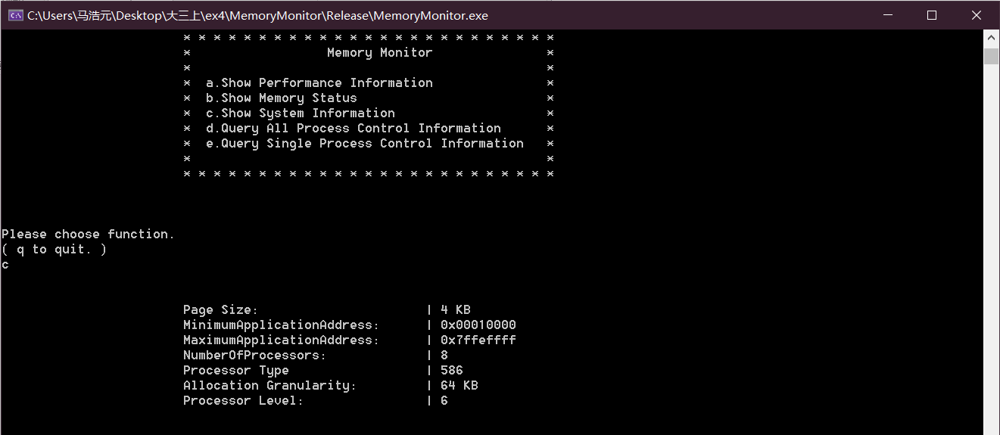 C:\Users\马浩元\Desktop\大三上\ex4\MemoryMonitor\Release\MemoryMonitor.exe
* * * * * * * * * * * * * * * * * * * * * * * * *
* Memory Monitor *
* *
* a.Show Performance Information *
* b.Show Memory Status *
* c.Show System Information *
* d.Query All Process Control Information *
* e.Query Single Process Control Information *
* *
* * * * * * * * * * * * * * * * * * * * * * * * *
Please choose function.
( q to quit. )
c
Page Size: | 4 KB
MinimumApplicationAddress: | 0x00010000
MaximumApplicationAddress: | 0x7ffeffff
NumberOfProcessors: | 8
Processor Type | 586
Allocation Granularity: | 64 KB
Processor Level: | 6